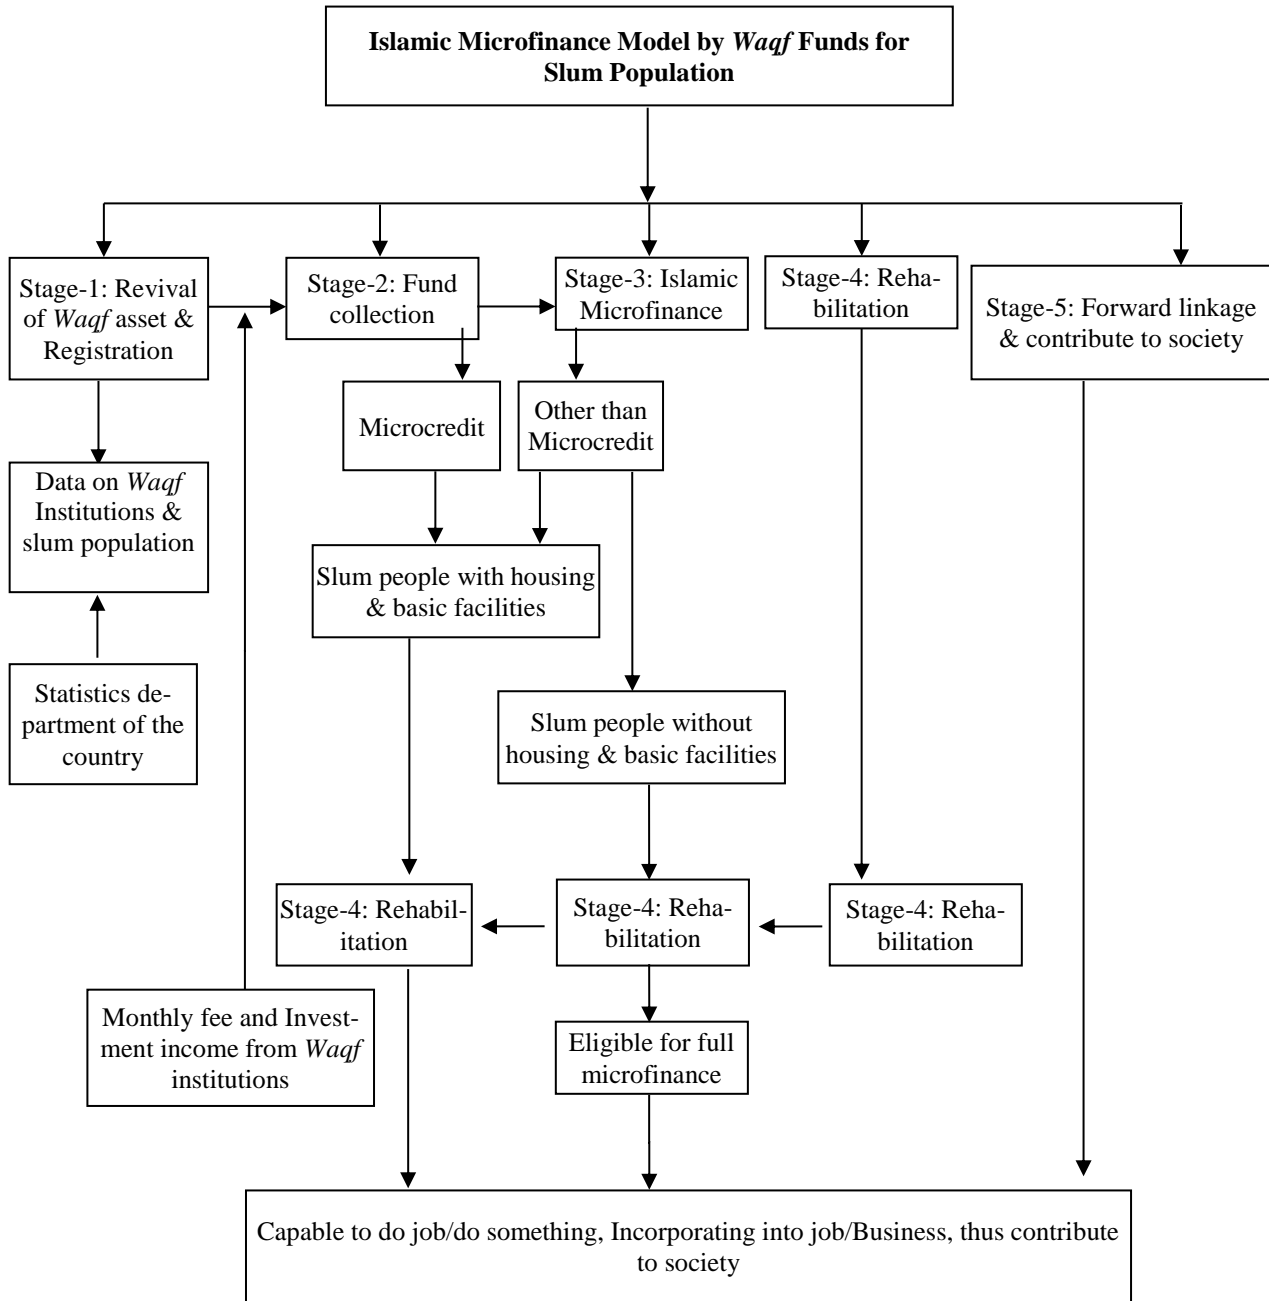 Islamic Microfinance Model by Waqf Funds for
Slum Population
Stage-1: Revival
of Waqf asset &
Registration
Stage-2: Fund
collection
Stage-3: Islamic
Microfinance
Stage-4: Reha-
bilitation
Stage-5: Forward linkage
& contribute to society
Microcredit
Other than
Microcredit
Data on Waqf
Institutions &
slum population
Slum people with housing
& basic facilities
Statistics de-
partment of the
country
Slum people without
housing & basic facilities
Stage-4: Rehabil-
itation
Stage-4: Reha-
bilitation
Stage-4: Reha-
bilitation
Monthly fee and Invest-
ment income from Waqf
institutions
Eligible for full
microfinance
Capable to do job/do something, Incorporating into job/Business, thus contribute
to society